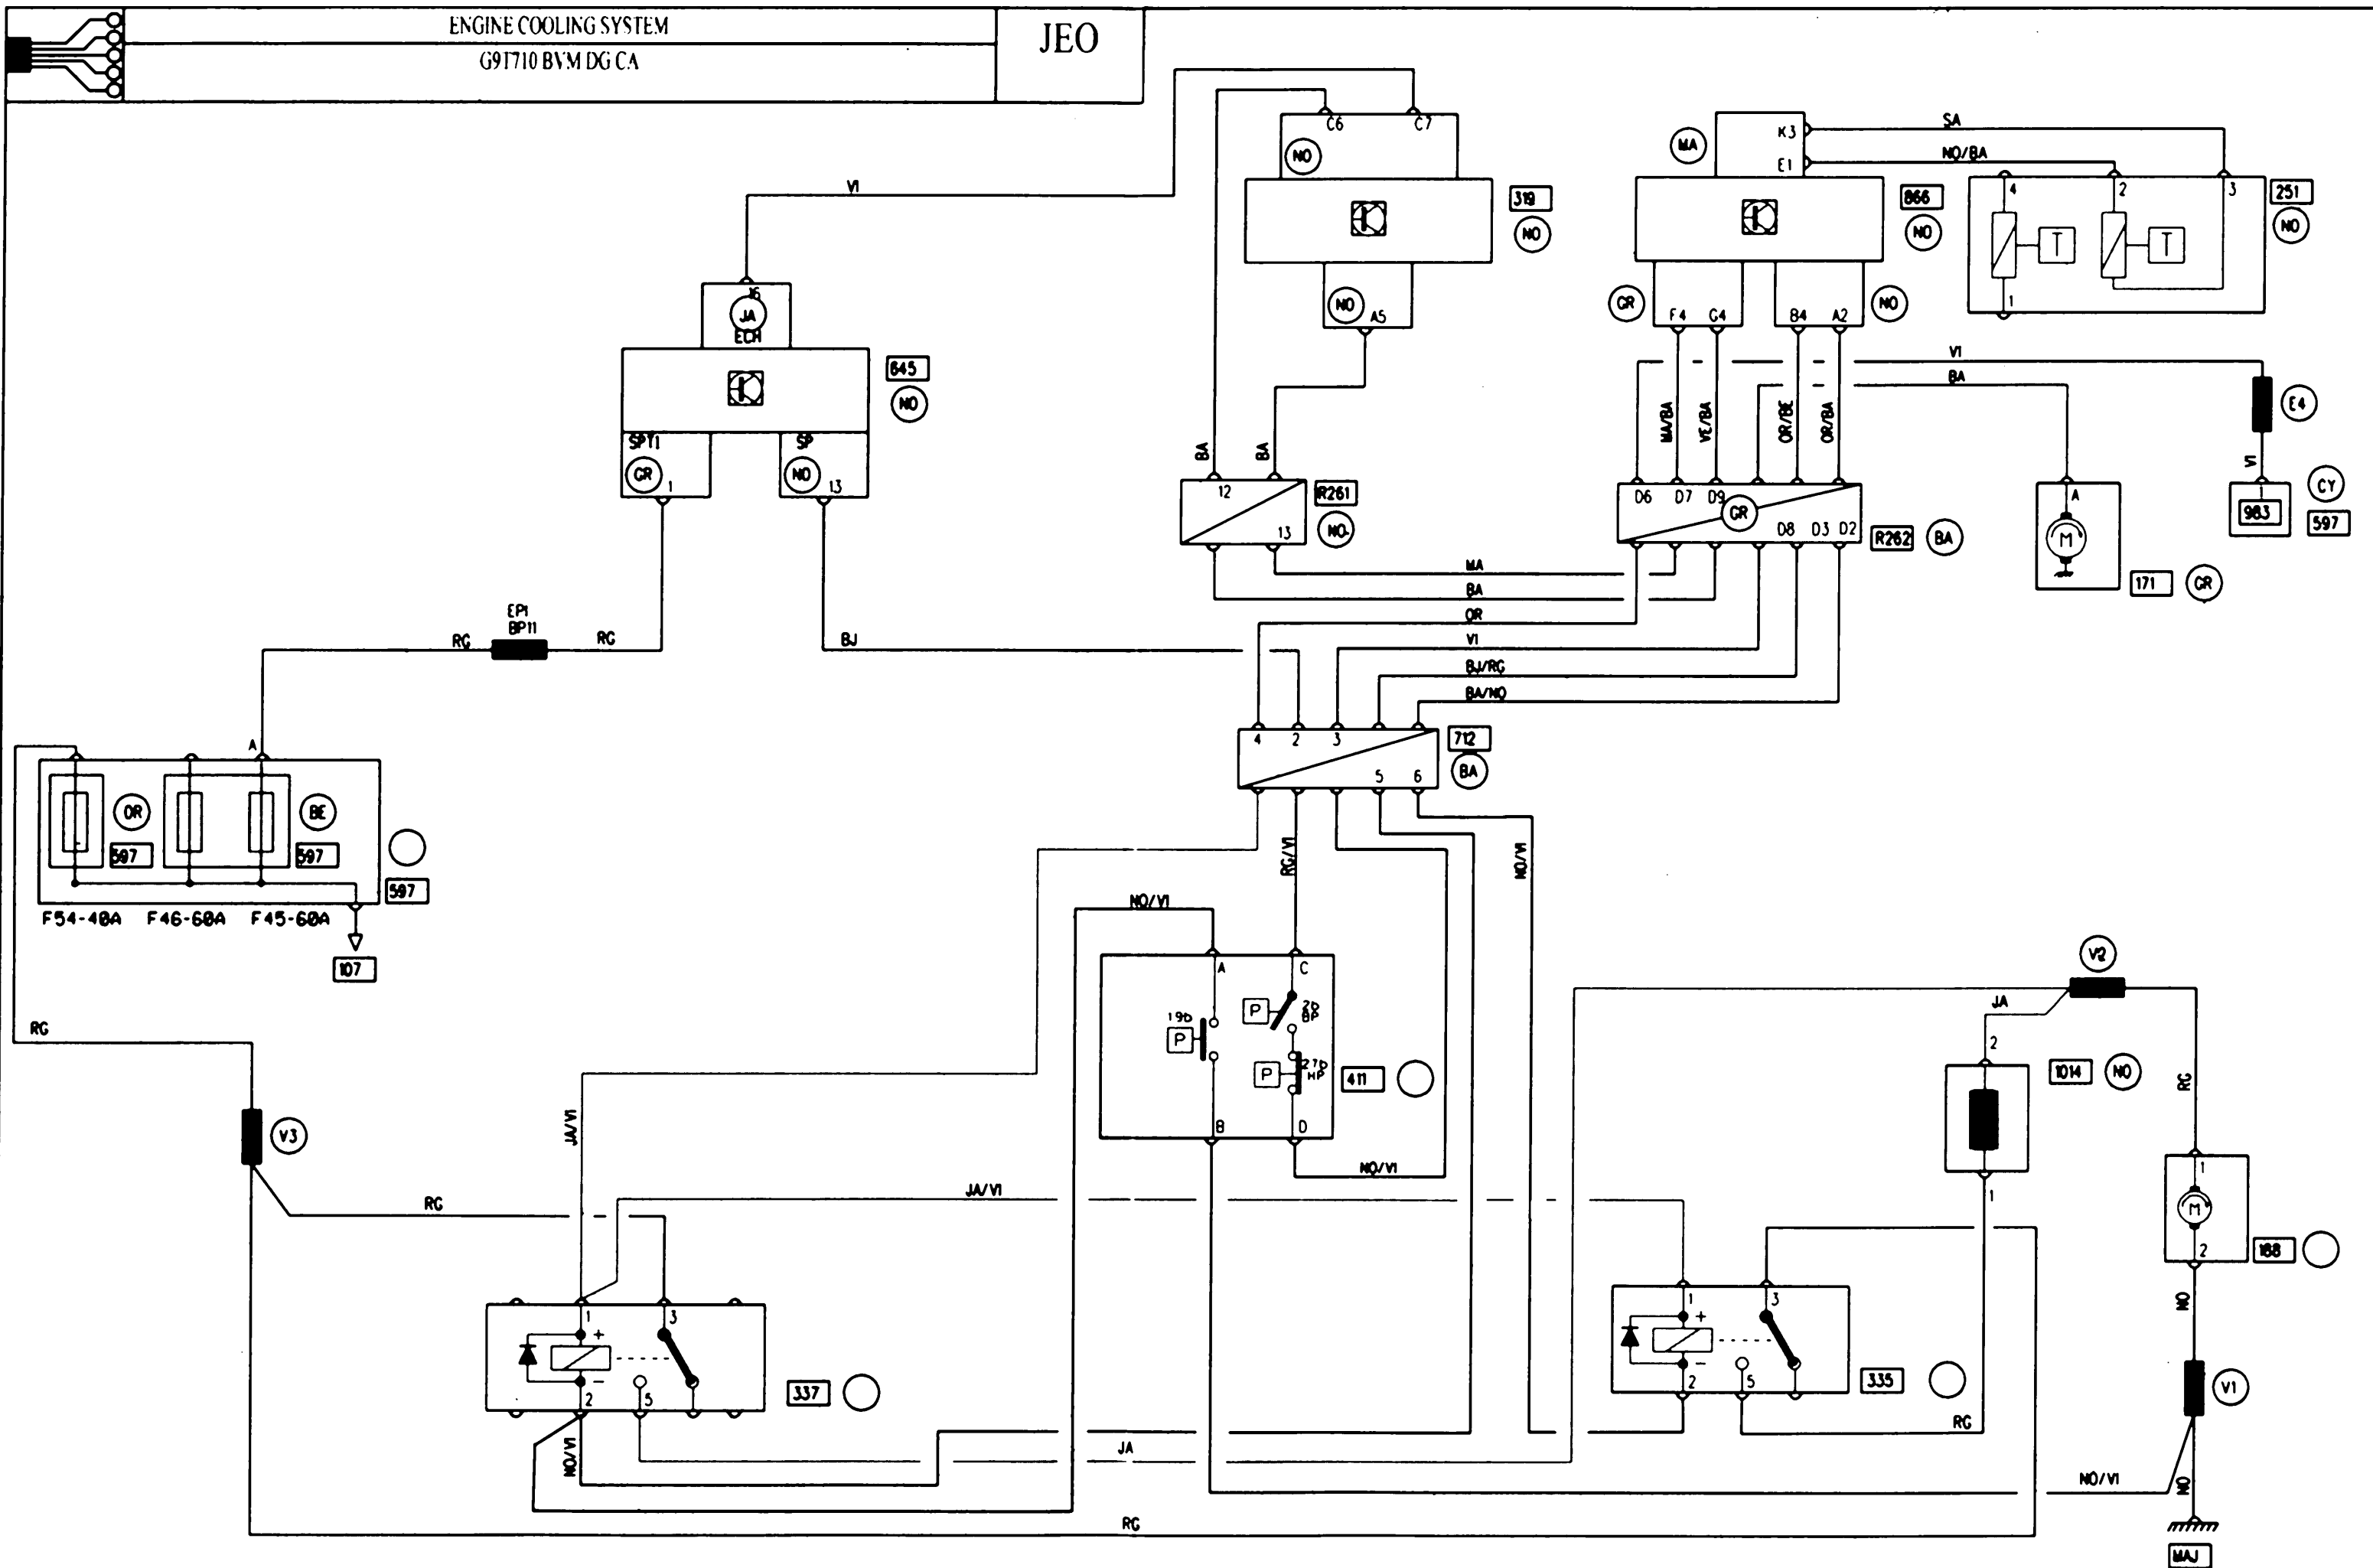 ENGINE COOLING SYSTEM
JEO
G9T710 BVM DG CA
C6
C7
NO
319
NO
NO
A5
MA
K3
E1
SA
NO/BA
866
NO
GR
F4
G4
B4
A2
NO
4
2
3
T
T
1
251
NO
VI
16
JA
ECH
645
NO
SPT1
GR
1
SP
NO
13
BA
BA
12
13
R261
NO
MA/BA
VE/BA
OR/BE
OR/BA
VI
BA
D6
D7
D9
GR
D8
D3
D2
R262
BA
E4
VI
CY
1
983
597
A
M
171
GR
MA
BA
OR
VI
BJ/RG
BA/NO
EP1
BP11
RG
RG
BJ
4
2
3
5
6
712
BA
A
OR
597
BE
597
597
F54-40A
F46-60A
F45-60A
107
RG
V3
RG
JA/VI
NO/VI
RG/VI
NO/VI
A
C
19b
P
P
2b
BP
P
27b
HP
411
B
D
NO/VI
JA/VI
V2
JA
2
1014
NO
1
RG
1
M
2
188
NO
V1
NO
MAJ
1
3
+
-
2
5
337
NO/VI
JA
1
3
+
-
2
5
335
RG
NO/VI
RG